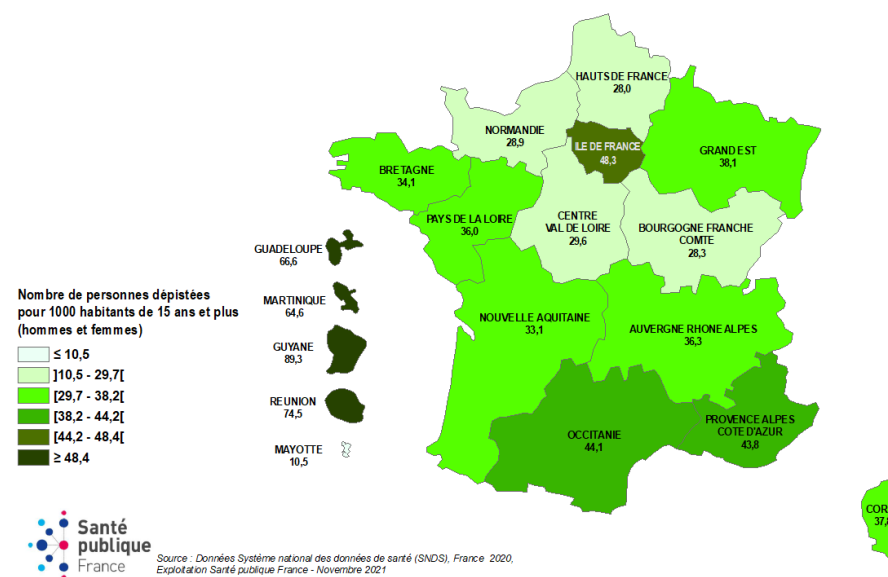 HAUTS DE FRANCE
28,0
NORMANDIE
28,9
ILE DE FRANCE
48,3
GRAND EST
38,1
BRETAGNE
34,1
PAYS DE LA LOIRE
36,0
CENTRE
VAL DE LOIRE
29,6
BOURGOGNE FRANCHE
COMTE
28,3
GUADELOUPE
66,6
MARTINIQUE
64,6
GUYANE
89,3
REUNION
74,5
MAYOTTE
10,5
NOUVELLE AQUITAINE
33,1
AUVERGNE RHONE ALPES
36,3
OCCITANIE
44,1
PROVENCE ALPES
COTE D'AZUR
43,8
COR
37,8
Nombre de personnes dépistées
pour 1000 habitants de 15 ans et plus
(hommes et femmes)
≤ 10,5
]10,5 - 29,7[
[29,7 - 38,2[
[38,2 - 44,2[
[44,2 - 48,4[
≥ 48,4
Santé
publique
France
Source : Données Système national des données de santé (SNDS), France 2020,
Exploitation Santé publique France - Novembre 2021